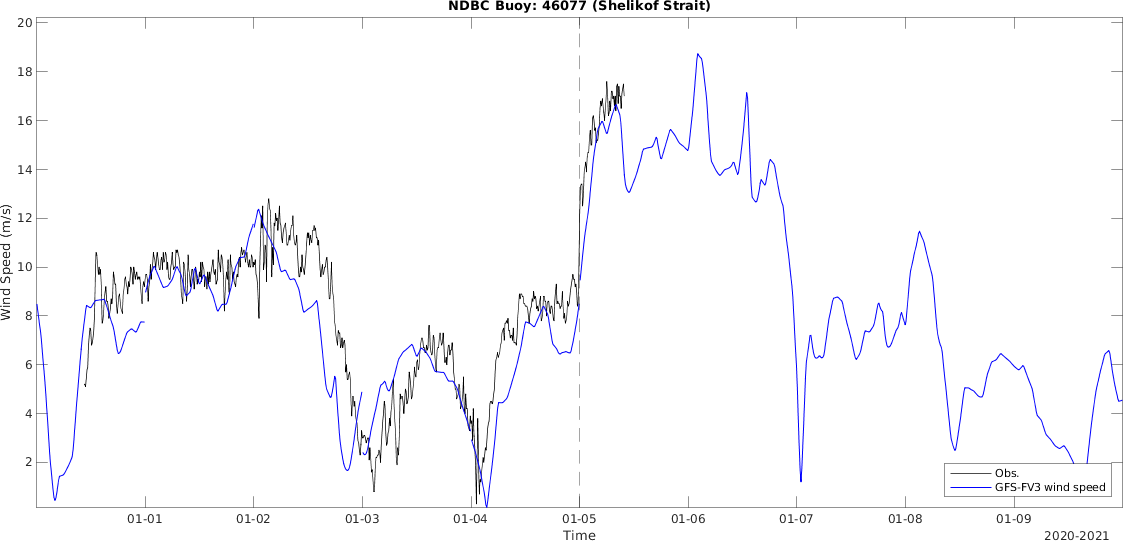 NDBC Buoy: 46077 (Shelikof Strait)
20
18
16
14
12
10
8
6
4
2
Wind Speed (m/s)
Obs.
GFS-FV3 wind speed
01-01 01-02 01-03 01-04 01-05 01-06 01-07 01-08 01-09
Time
2020-2021